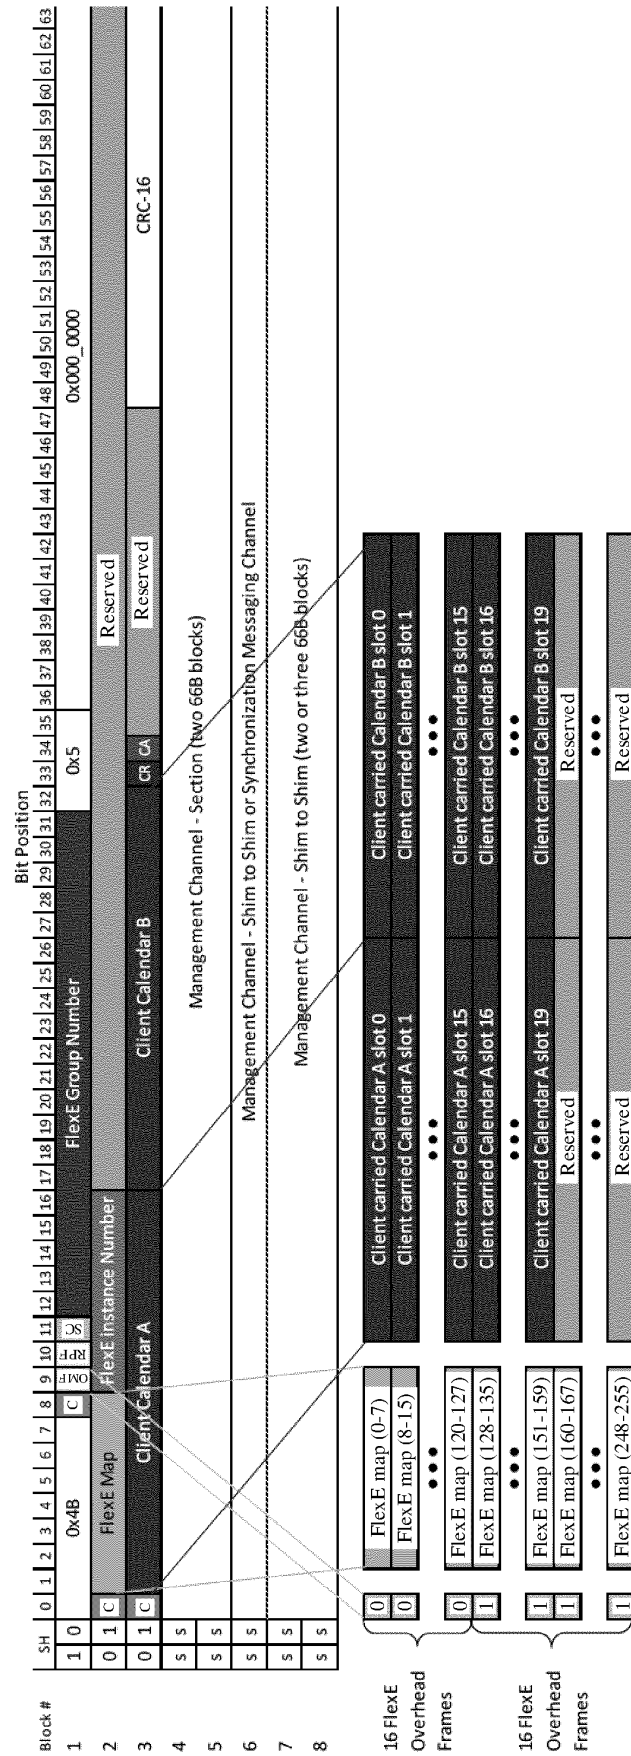 Bit Position
Block # SH 0 1 2 3 4 5 6 7 8 9 10 11 12 13 14 15 16 17 18 19 20 21 22 23 24 25 26 27 28 29 30 31 32 33 34 35 36 37 38 39 40 41 42 43 44 45 46 47 48 49 50 51 52 53 54 55 56 57 58 59 60 61 62 63
1 1 0 0x4B C OMF RPF SC FlexE Group Number 0x5 0x000_0000
2 0 1 C FlexE Map FlexE instance Number Reserved
3 0 1 C Client Calendar A Client Calendar B CR CA Reserved CRC-16
4 s s
Management Channel - Section (two 66B blocks)
5 s s
6 s s Management Channel - Shim to Shim or Synchronization Messaging Channel
7 s s
Management Channel - Shim to Shim (two or three 66B blocks)
8 s s
16 FlexE
Overhead
Frames
0 FlexE map (0-7) Client carried Calendar A slot 0 Client carried Calendar B slot 0
0 FlexE map (8-15) Client carried Calendar A slot 1 Client carried Calendar B slot 1
●●● ●●● ●●●
0 FlexE map (120-127) Client carried Calendar A slot 15 Client carried Calendar B slot 15
16 FlexE
Overhead
Frames
1 FlexE map (128-135) Client carried Calendar A slot 16 Client carried Calendar B slot 16
●●● ●●● ●●●
1 FlexE map (151-159) Client carried Calendar A slot 19 Client carried Calendar B slot 19
1 FlexE map (160-167) Reserved Reserved
●●● ●●● ●●●
1 FlexE map (248-255) Reserved Reserved